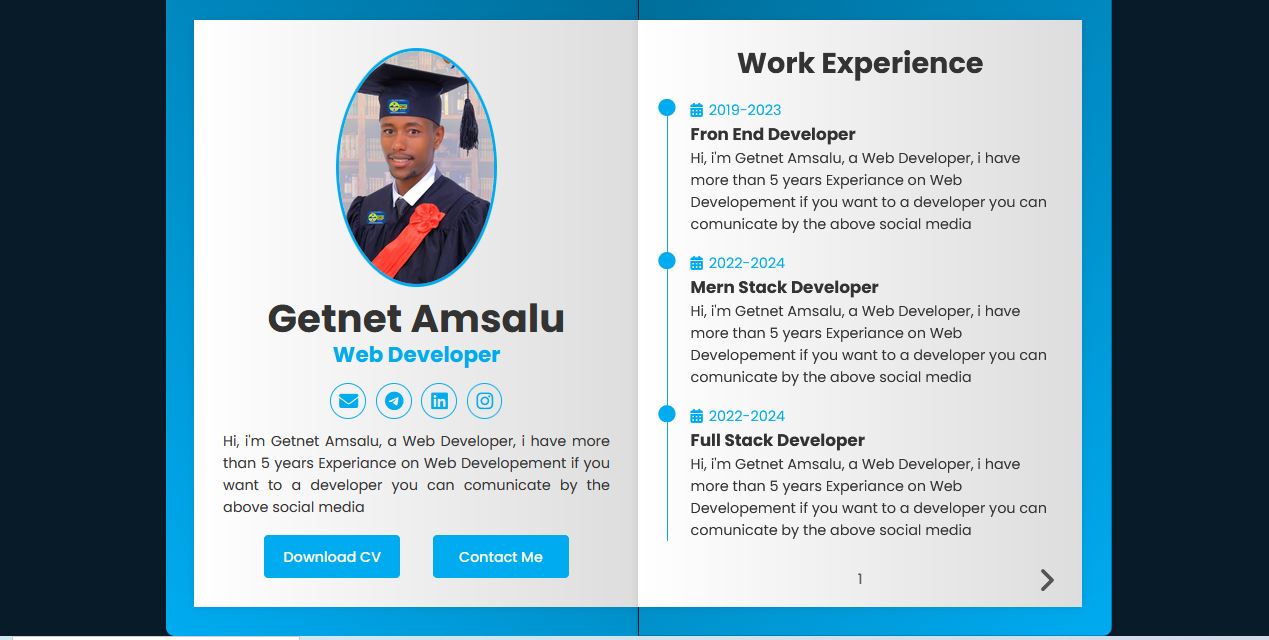 Getnet Amsalu
Web Developer
Hi, i'm Getnet Amsalu, a Web Developer, i have more
than 5 years Experiance on Web Developement if you
want to a developer you can comunicate by the
above social media
Download CV
Contact Me
Work Experience
2019-2023
Fron End Developer
Hi, i'm Getnet Amsalu, a Web Developer, i have
more than 5 years Experiance on Web
Developement if you want to a developer you can
comunicate by the above social media
2022-2024
Mern Stack Developer
Hi, i'm Getnet Amsalu, a Web Developer, i have
more than 5 years Experiance on Web
Developement if you want to a developer you can
comunicate by the above social media
2022-2024
Full Stack Developer
Hi, i'm Getnet Amsalu, a Web Developer, i have
more than 5 years Experiance on Web
Developement if you want to a developer you can
comunicate by the above social media
1